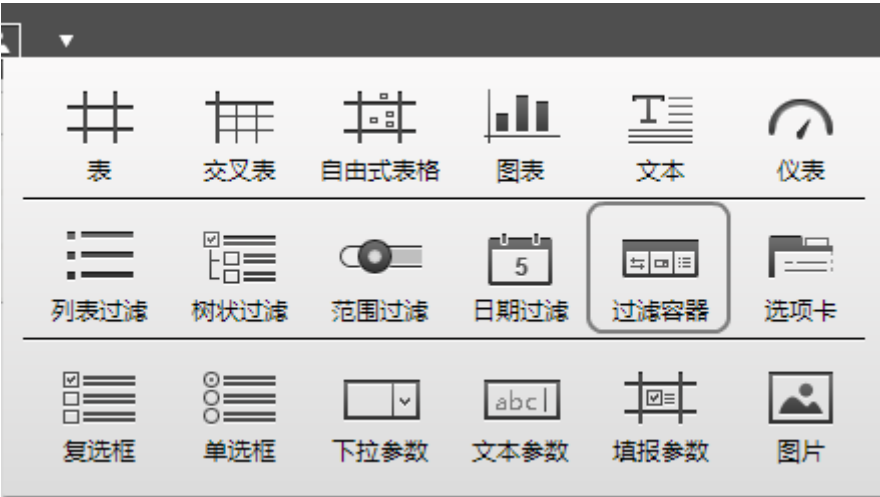 表 交叉表 自由式表格 图表 文本 仪表
5
列表过滤 树状过滤 范围过滤 日期过滤 过滤容器 选项卡
abc
复选框 单选框 下拉参数 文本参数 填报参数 图片